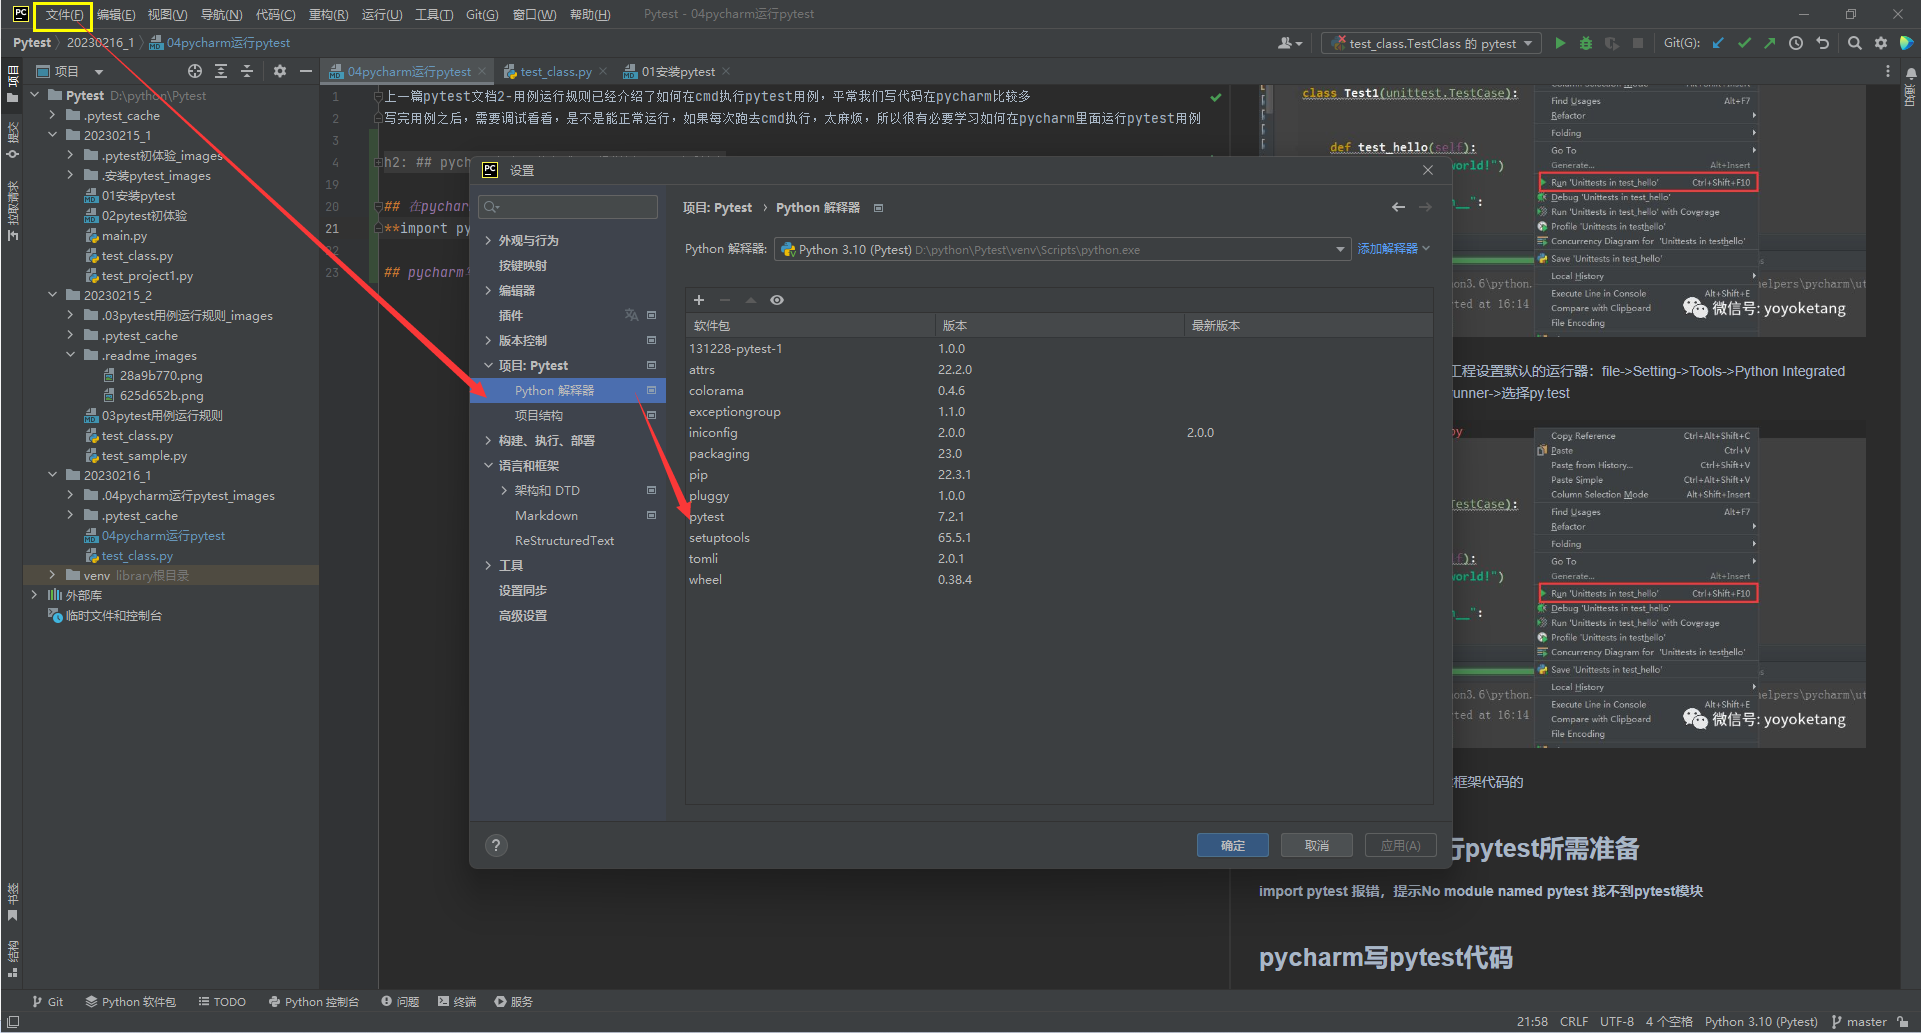 文件(F) 编辑(E) 视图(V) 导航(N) 代码(C) 重构(R) 运行(U) 工具(T) Git(G) 窗口(W) 帮助(H) Pytest - 04pycharm运行pytest
Pytest 20230216_1 04pycharm运行pytest
test_class.TestClass 的 pytest
Git(G):
项目
04pycharm运行pytest
test_class.py
01安装pytest
项目
提交
拉取请求
书签
结构
通知
Pytest D:\python\Pytest
.pytest_cache
20230215_1
.pytest初体验_images
.安装pytest_images
01安装pytest
02pytest初体验
main.py
test_class.py
test_project1.py
20230215_2
.03pytest用例运行规则_images
.pytest_cache
.readme_images
28a9b770.png
625d652b.png
03pytest用例运行规则
test_class.py
test_sample.py
20230216_1
.04pycharm运行pytest_images
.pytest_cache
04pycharm运行pytest
test_class.py
venv library根目录
外部库
临时文件和控制台
1 上一篇pytest文档2-用例运行规则已经介绍了如何在cmd执行pytest用例，平常我们写代码在pycharm比较多
2 写完用例之后，需要调试看看，是不是能正常运行，如果每次跑去cmd执行，太麻烦，所以很有必要学习如何在pycharm里面运行pytest用例
3
4 h2: ## pyc
19
20 ## 在pychar
21 **import py
22
23 ## pycharm
设置
外观与行为
按键映射
编辑器
插件
版本控制
项目: Pytest
Python 解释器
项目结构
构建、执行、部署
语言和框架
架构和 DTD
Markdown
ReStructuredText
工具
设置同步
高级设置
项目: Pytest › Python 解释器
Python 解释器: Python 3.10 (Pytest) D:\python\Pytest\venv\Scripts\python.exe 添加解释器
软件包 版本 最新版本
131228-pytest-1 1.0.0
attrs 22.2.0
colorama 0.4.6
exceptiongroup 1.1.0
iniconfig 2.0.0 2.0.0
packaging 23.0
pip 22.3.1
pluggy 1.0.0
pytest 7.2.1
setuptools 65.5.1
tomli 2.0.1
wheel 0.38.4
?
确定 取消 应用(A)
class Test1(unittest.TestCase):
def test_hello(self):
orld!")
__":
Find Usages Alt+F7
Refactor
Folding
Go To
Generate... Alt+Insert
Run 'Unittests in test_hello' Ctrl+Shift+F10
Debug 'Unittests in test_hello'
Run 'Unittests in test_hello' with Coverage
Profile 'Unittests in test_hello'
Concurrency Diagram for 'Unittests in testhello'
Save 'Unittests in test_hello'
Local History
Execute Line in Console Alt+Shift+E
Compare with Clipboard
File Encoding
on3.6\python.
elpers\pycharm\ut
rted at 16:14
微信号: yoyoketang
工程设置默认的运行器：file->Setting->Tools->Python Integrated
unner->选择py.test
py
Copy Reference Ctrl+Alt+Shift+C
Paste Ctrl+V
Paste from History... Ctrl+Shift+V
Paste Simple Ctrl+Alt+Shift+V
Column Selection Mode Alt+Shift+Insert
Find Usages Alt+F7
Refactor
Folding
Go To
Generate... Alt+Insert
Run 'Unittests in test_hello' Ctrl+Shift+F10
Debug 'Unittests in test_hello'
Run 'Unittests in test_hello' with Coverage
Profile 'Unittests in testhello'
Concurrency Diagram for 'Unittests in testhello'
Save 'Unittests in test_hello'
Local History
Execute Line in Console Alt+Shift+E
Compare with Clipboard
File Encoding
TestCase):
f):
orld!")
__":
on3.6\python.
elpers\pycharm\ut
ted at 16:14
微信号: yoyoketang
框架代码的
行pytest所需准备
import pytest 报错，提示No module named pytest 找不到pytest模块
pycharm写pytest代码
Git Python 软件包 TODO Python 控制台 问题 终端 服务
21:58 CRLF UTF-8 4 个空格 Python 3.10 (Pytest) master